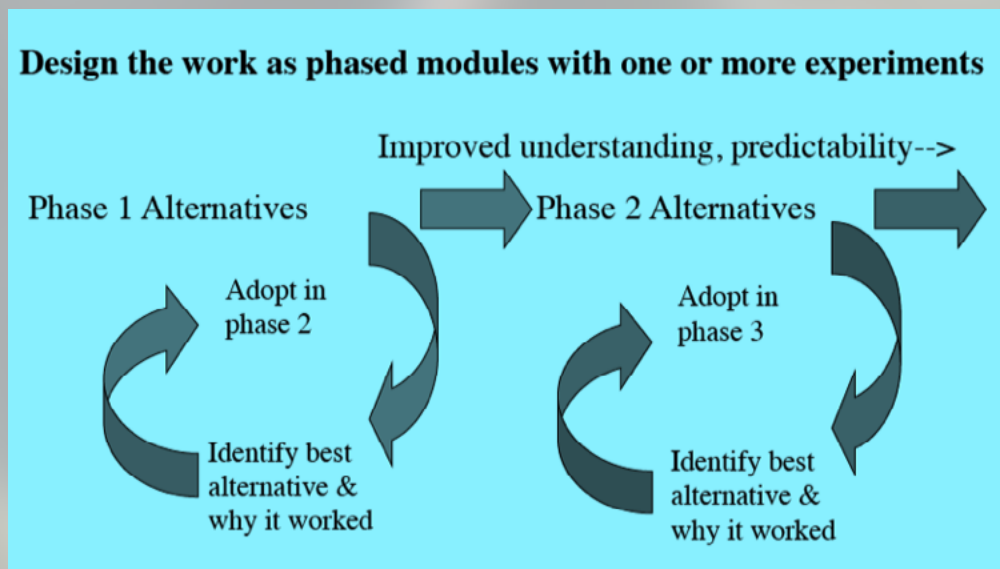 Design the work as phased modules with one or more experiments
Improved understanding, predictability-->
Phase 1 Alternatives
Phase 2 Alternatives
Adopt in
phase 2
Identify best
alternative &
why it worked
Adopt in
phase 3
Identify best
alternative &
why it worked